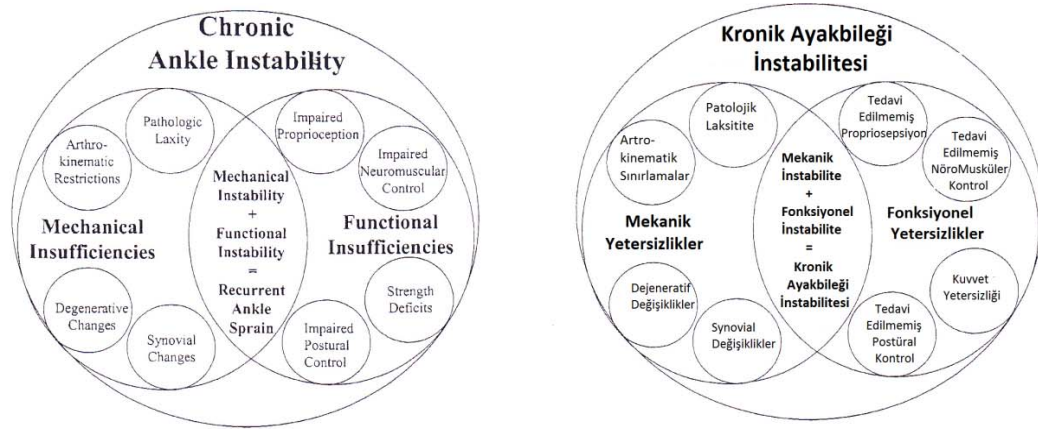 Chronic
Ankle Instability
Pathologic
Laxity
Impaired
Proprioception
Arthro-
kinematic
Restrictions
Impaired
Neuromuscular
Control
Mechanical
Instability
+
Functional
Instability
=
Recurrent
Ankle
Sprain
Mechanical
Insufficiencies
Functional
Insufficiencies
Degenerative
Changes
Synovial
Changes
Strength
Deficits
Impaired
Postural
Control
Kronik Ayakbileği
İnstabilitesi
Patolojik
Laksitite
Tedavi
Edilmemiş
Propriosepsiyon
Artro-
kinematik
Sınırlamalar
Tedavi
Edilmemiş
NöroMusküler
Kontrol
Mekanik
İnstabilite
+
Fonksiyonel
İnstabilite
=
Kronik
Ayakbileği
İnstabilitesi
Mekanik
Yetersizlikler
Fonksiyonel
Yetersizlikler
Dejeneratif
Değişiklikler
Synovial
Değişiklikler
Kuvvet
Yetersizliği
Tedavi
Edilmemiş
Postüral
Kontrol